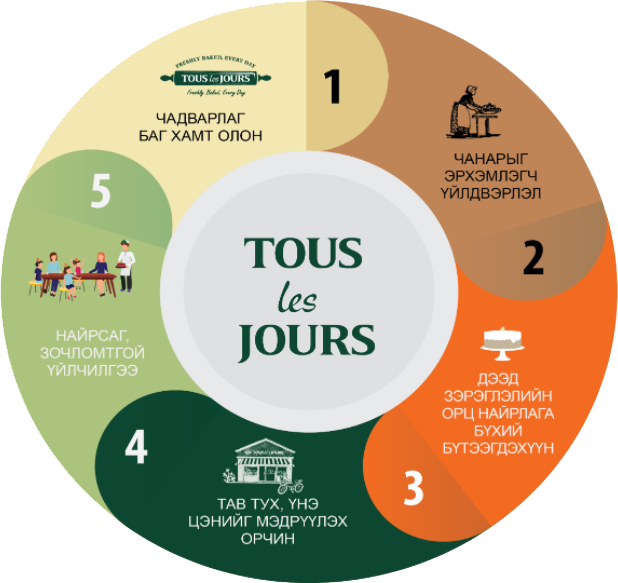 FRESHLY BAKED, EVERY DAY
TOUS les JOURS
Freshly Baked, Every Day
ЧАДВАРЛАГ
БАГ ХАМТ ОЛОН
1
ЧАНАРЫГ
ЭРХЭМЛЭГЧ
ҮЙЛДВЭРЛЭЛ
2
ДЭЭД
ЗЭРЭГЛЭЛИЙН
ОРЦ НАЙРЛАГА
БҮХИЙ
БҮТЭЭГДЭХҮҮН
3
ТАВ ТУХ, ҮНЭ
ЦЭНИЙГ МЭДРҮҮЛЭХ
ОРЧИН
4
НАЙРСАГ,
ЗОЧЛОМТГОЙ
ҮЙЛЧИЛГЭЭ
5
TOUS
les
JOURS